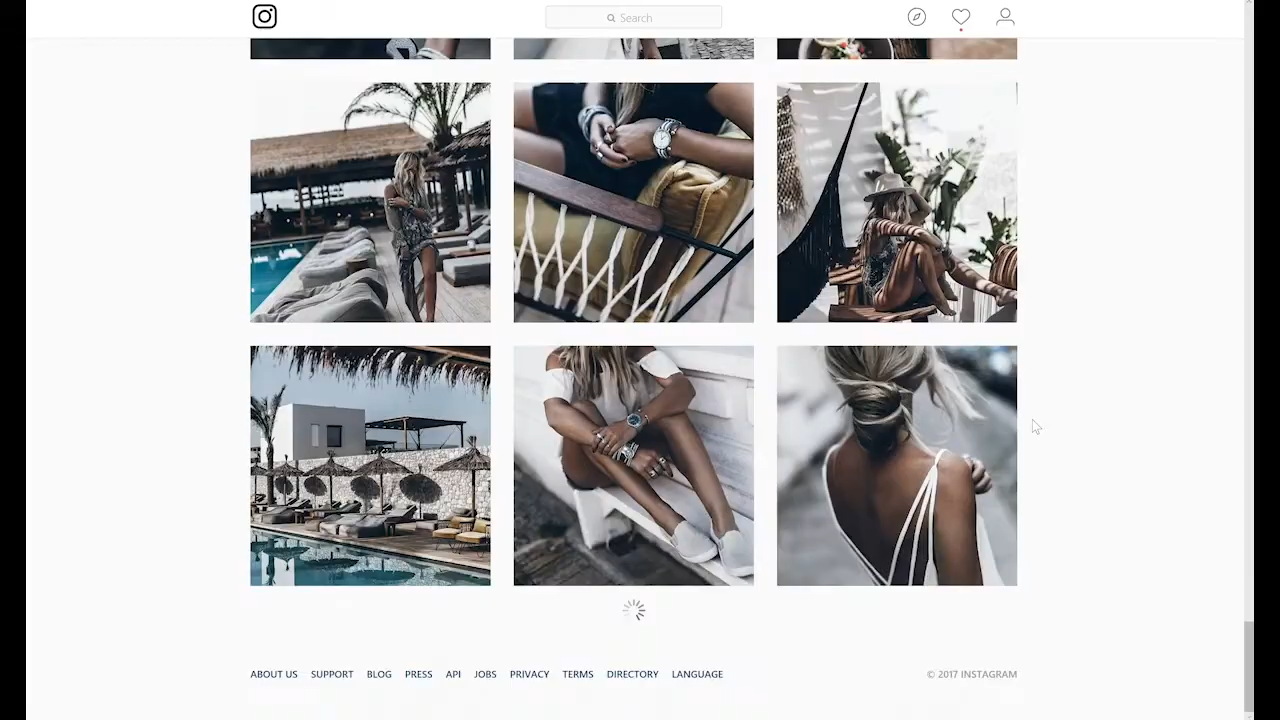 Search
ABOUT US SUPPORT BLOG PRESS API JOBS PRIVACY TERMS DIRECTORY LANGUAGE
© 2017 INSTAGRAM